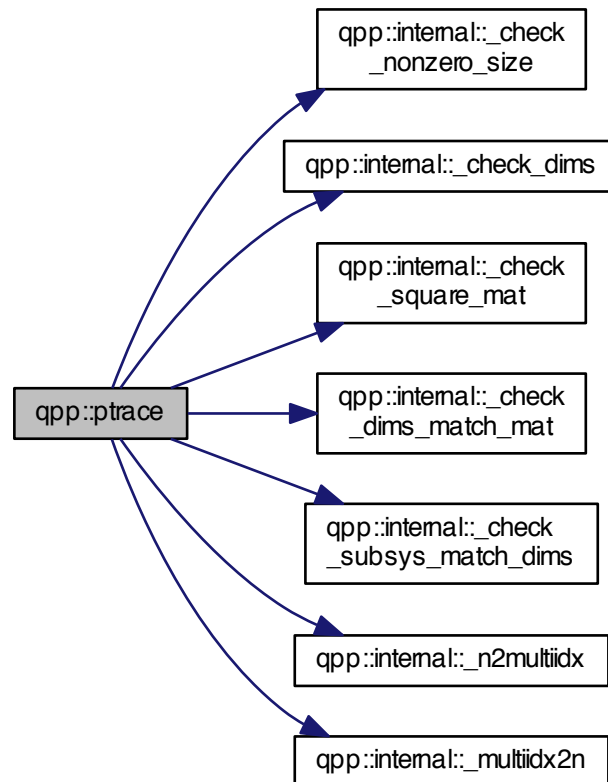 qpp::internal::_check
_nonzero_size
qpp::internal::_check_dims
qpp::internal::_check
_square_mat
qpp::ptrace
qpp::internal::_check
_dims_match_mat
qpp::internal::_check
_subsys_match_dims
qpp::internal::_n2multiidx
qpp::internal::_multiidx2n